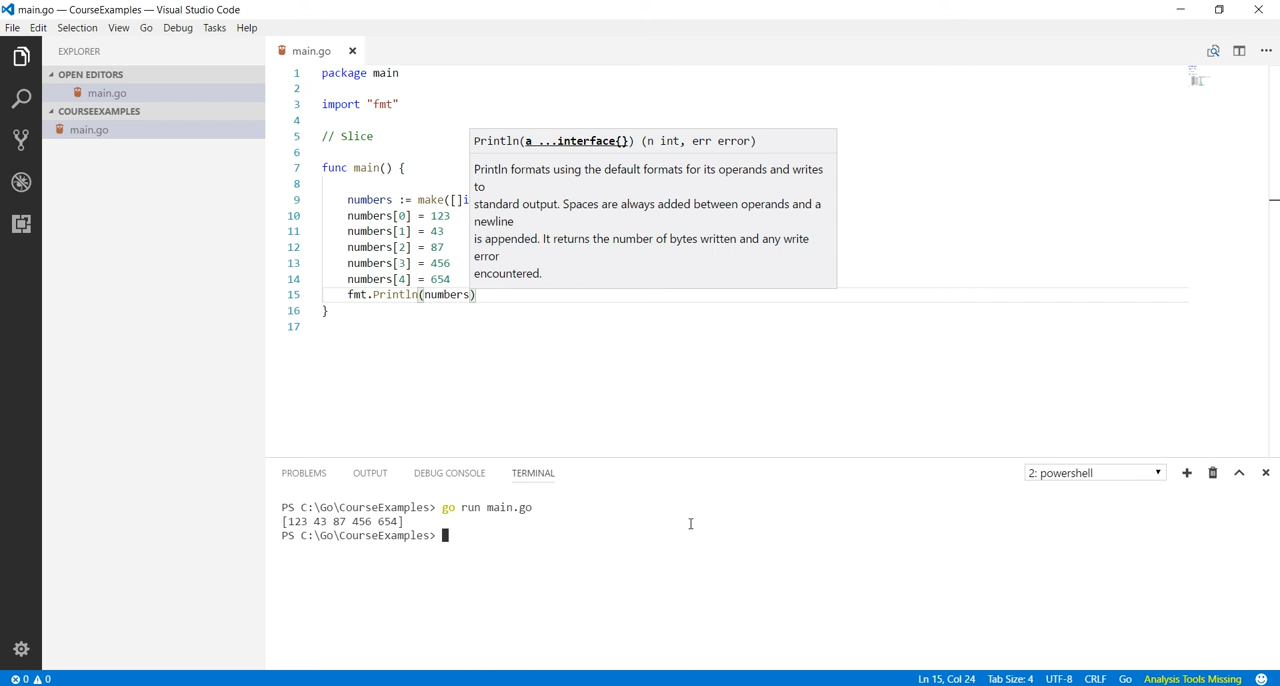 main.go — CourseExamples — Visual Studio Code
File Edit Selection View Go Debug Tasks Help
EXPLORER
OPEN EDITORS
main.go
COURSEEXAMPLES
main.go
main.go
1 package main
2
3 import "fmt"
4
5 // Slice
6
7 func main() {
8
9 numbers := make([]i
10 numbers[0] = 123
11 numbers[1] = 43
12 numbers[2] = 87
13 numbers[3] = 456
14 numbers[4] = 654
15 fmt.Println(numbers)
16 }
17
Println(a ...interface{}) (n int, err error)
Println formats using the default formats for its operands and writes
to
standard output. Spaces are always added between operands and a
newline
is appended. It returns the number of bytes written and any write
error
encountered.
PROBLEMS OUTPUT DEBUG CONSOLE TERMINAL
2: powershell
PS C:\Go\CourseExamples> go run main.go
[123 43 87 456 654]
PS C:\Go\CourseExamples>
0 0
Ln 15, Col 24 Tab Size: 4 UTF-8 CRLF Go Analysis Tools Missing